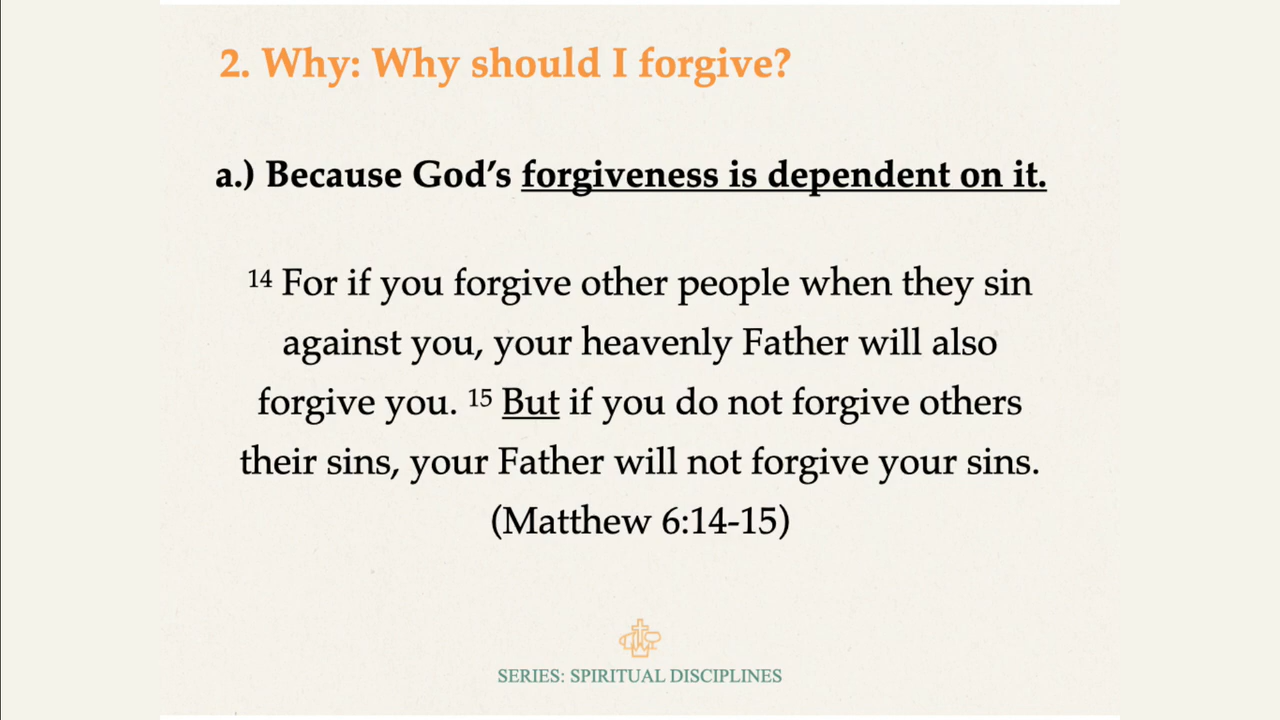 2. Why: Why should I forgive?
a.) Because God’s forgiveness is dependent on it.
14 For if you forgive other people when they sin
against you, your heavenly Father will also
forgive you. 15 But if you do not forgive others
their sins, your Father will not forgive your sins.
(Matthew 6:14-15)
SERIES: SPIRITUAL DISCIPLINES